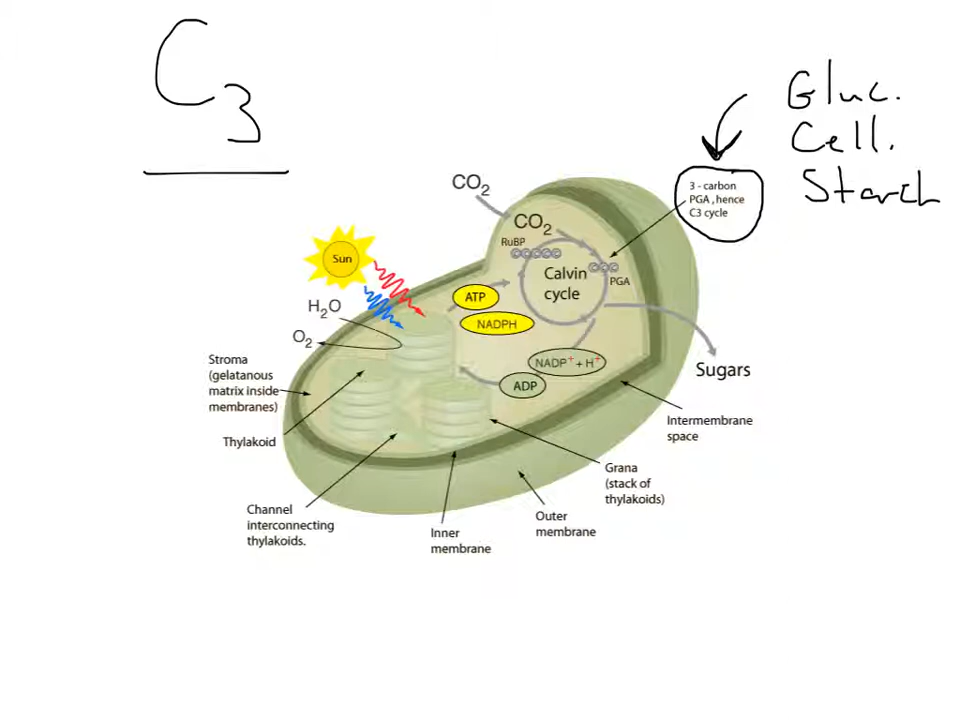 C3
Gluc.
Cell.
Starch
3 - carbon
PGA , hence
C3 cycle
CO2
CO2
RuBP
Calvin
cycle
PGA
Sun
ATP
NADPH
H2O
O2
NADP+ + H+
ADP
Sugars
Stroma
(gelatanous
matrix inside
membranes)
Thylakoid
Intermembrane
space
Grana
(stack of
thylakoids)
Channel
interconnecting
thylakoids.
Inner
membrane
Outer
membrane